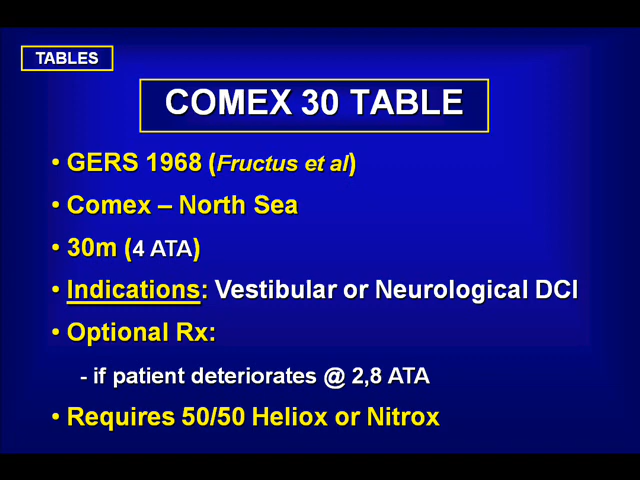 TABLES
COMEX 30 TABLE
• GERS 1968 (Fructus et al)
• Comex – North Sea
• 30m (4 ATA)
• Indications: Vestibular or Neurological DCI
• Optional Rx:
- if patient deteriorates @ 2,8 ATA
• Requires 50/50 Heliox or Nitrox